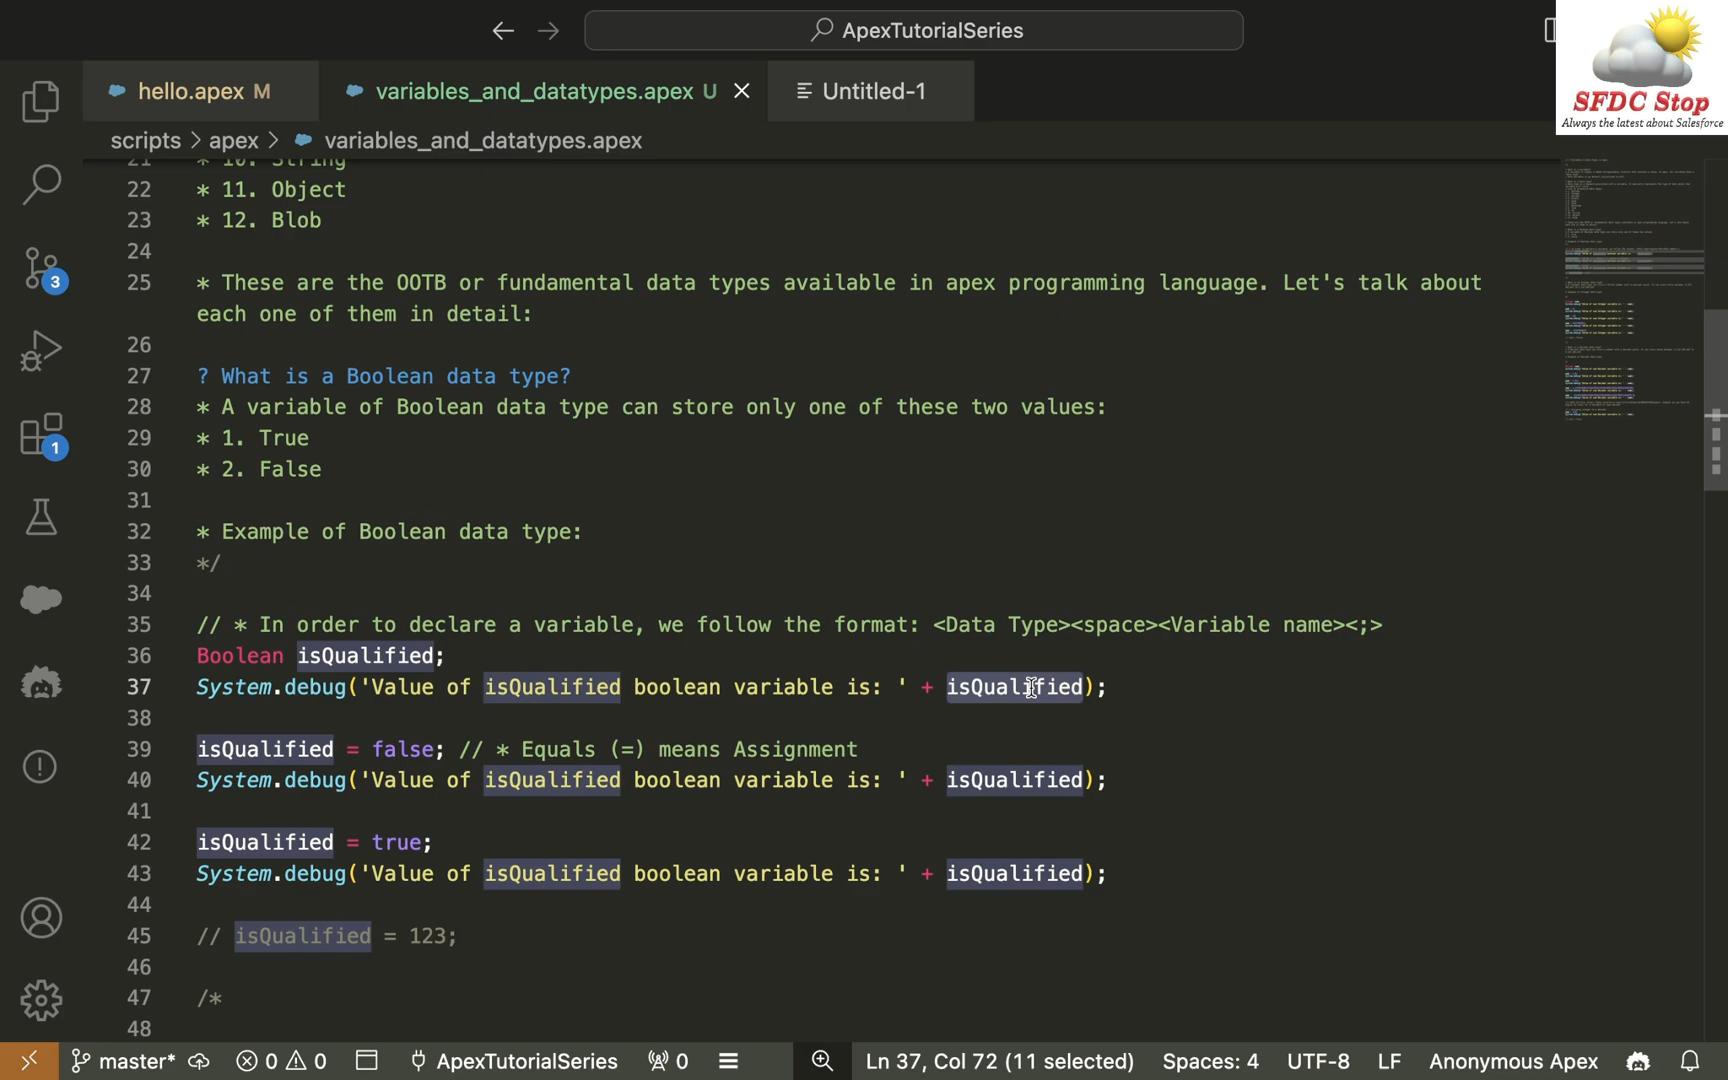 ApexTutorialSeries
SFDC Stop
Always the latest about Salesforce
hello.apex M
variables_and_datatypes.apex U
Untitled-1
scripts > apex > variables_and_datatypes.apex
21 * 10. String
22 * 11. Object
23 * 12. Blob
24
25 * These are the OOTB or fundamental data types available in apex programming language. Let's talk about
each one of them in detail:
26
27 ? What is a Boolean data type?
28 * A variable of Boolean data type can store only one of these two values:
29 * 1. True
30 * 2. False
31
32 * Example of Boolean data type:
33 */
34
35 // * In order to declare a variable, we follow the format: <Data Type><space><Variable name><;>
36 Boolean isQualified;
37 System.debug('Value of isQualified boolean variable is: ' + isQualified);
38
39 isQualified = false; // * Equals (=) means Assignment
40 System.debug('Value of isQualified boolean variable is: ' + isQualified);
41
42 isQualified = true;
43 System.debug('Value of isQualified boolean variable is: ' + isQualified);
44
45 // isQualified = 123;
46
47 /*
48
3
1
master* 0 0 ApexTutorialSeries 0 Ln 37, Col 72 (11 selected) Spaces: 4 UTF-8 LF Anonymous Apex